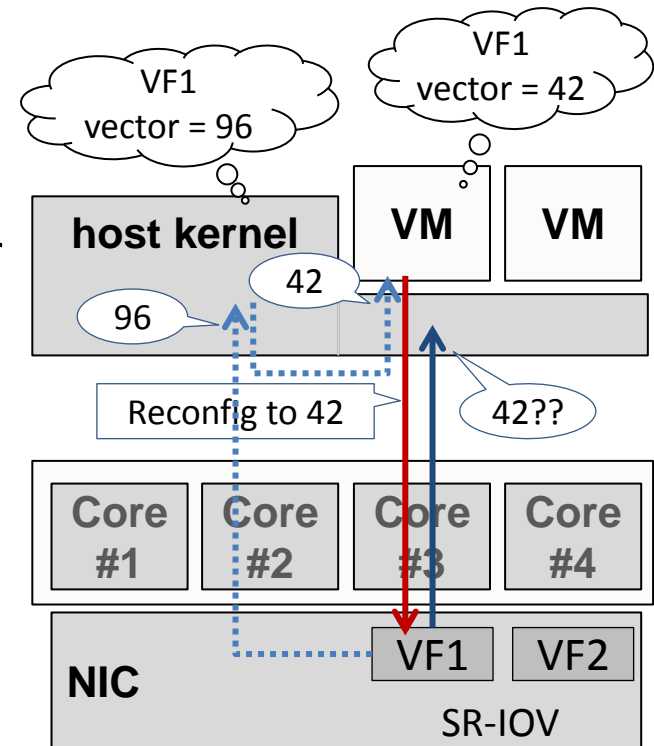 VF1
vector = 96
VF1
vector = 42
host kernel
VM
VM
42
96
Reconfig to 42
42??
Core
#1
Core
#2
Core
#3
Core
#4
VF1
VF2
NIC
SR-IOV